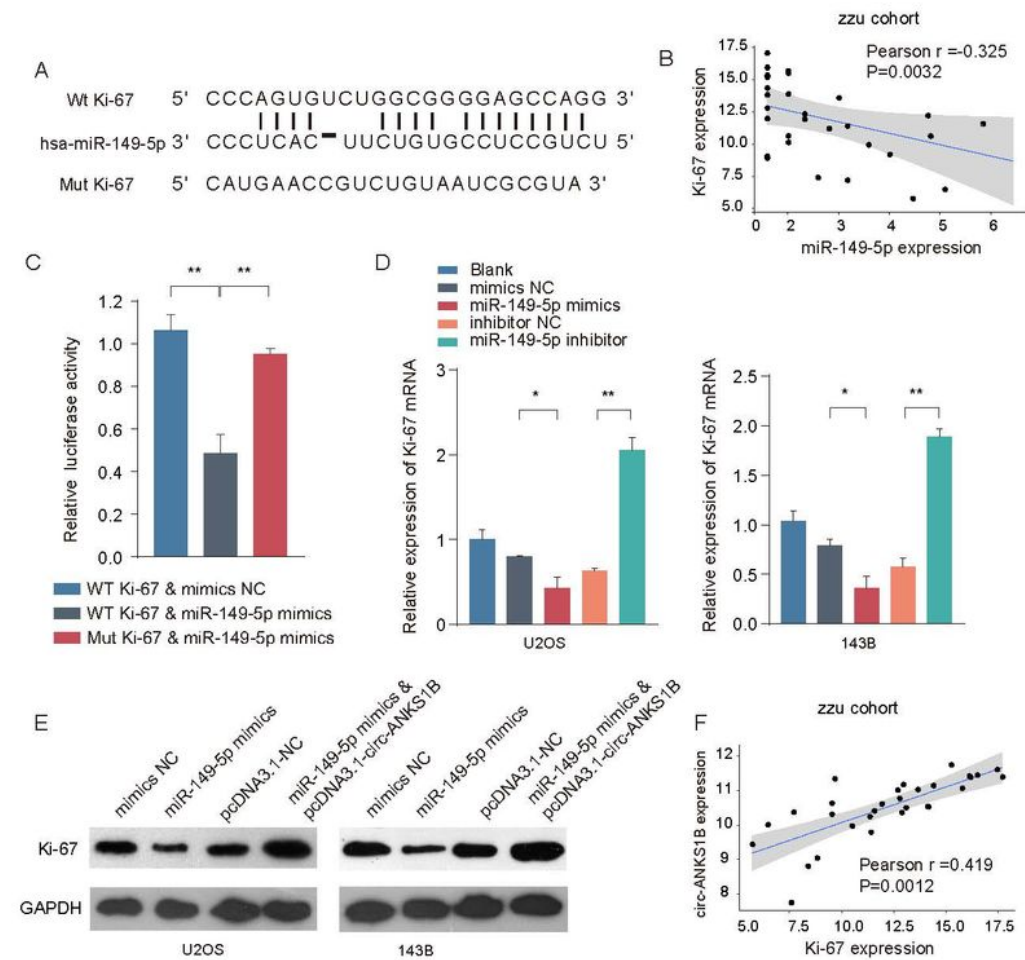 A
Wt Ki-67 5' CCCAGUGUCUGGCGGGGAGCCAGG 3'
hsa-miR-149-5p 3' CCCUCAC UUCUGUGCCUCCGUCU 5'
Mut Ki-67 5' CAUGAACCGUCUGUAAUCGCGUA 3'
B
zzu cohort
Pearson r =-0.325
P=0.0032
Ki-67 expression
17.5
15.0
12.5
10.0
7.5
5.0
0 2 3 4 5 6
miR-149-5p expression
C
** **
Relative luciferase activity
1.2
1.0
0.8
0.6
0.4
0.2
0.0
WT Ki-67 & mimics NC
WT Ki-67 & miR-149-5p mimics
Mut Ki-67 & miR-149-5p mimics
D
Blank
mimics NC
miR-149-5p mimics
inhibitor NC
miR-149-5p inhibitor
Relative expression of Ki-67 mRNA
3
2
1
0
* **
U2OS
Relative expression of Ki-67 mRNA
2.5
2.0
1.5
1.0
0.5
0.0
* **
143B
E
mimics NC
miR-149-5p mimics
pcDNA3.1-NC
miR-149-5p mimics &
pcDNA3.1-circ-ANKS1B
mimics NC
miR-149-5p mimics
pcDNA3.1-NC
miR-149-5p mimics &
pcDNA3.1-circ-ANKS1B
Ki-67
GAPDH
U2OS
143B
F
zzu cohort
circ-ANKS1B expression
12
11
10
9
8
Pearson r =0.419
P=0.0012
5.0 7.5 10.0 12.5 15.0 17.5
Ki-67 expression